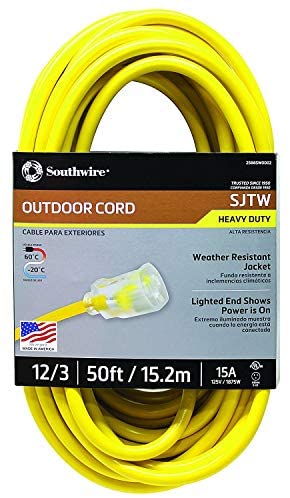 2588SW0002
Southwire®
TRUSTED SINCE 1950
CONFIANZA DESDE 1950
OUTDOOR CORD
CABLE PARA EXTERIORES
SJTW
HEAVY DUTY
ALTA RESISTENCIA
60°C
-20°C
Weather Resistant
Jacket
Funda resistente a
inclemencias climáticas
Lighted End Shows
Power is On
Extremo iluminado muestra
cuando la energía está
conectada
MADE IN AMERICA
12/3
50ft / 15.2m
15A
125V / 1875W